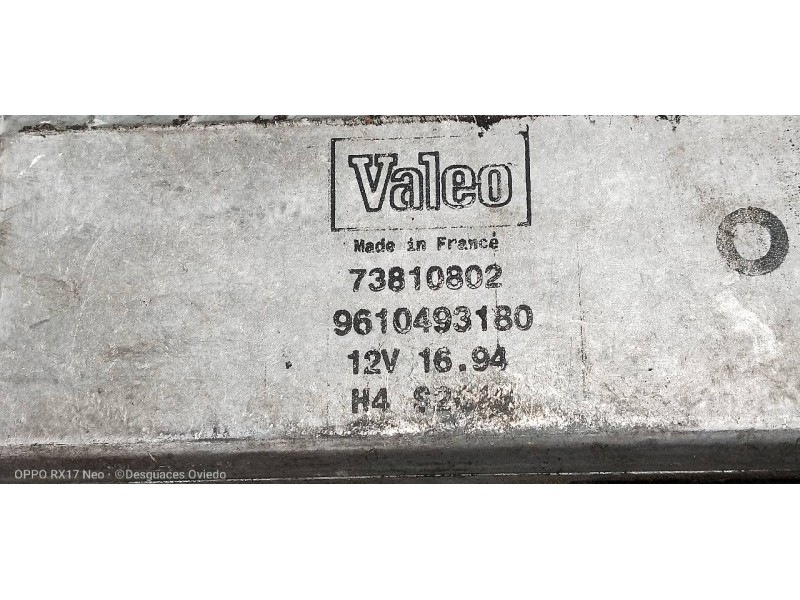 Valeo
Made in France
73810802
9610493180
12V 16.94
H4
OPPO RX17 Neo · ©Desguaces Oviedo